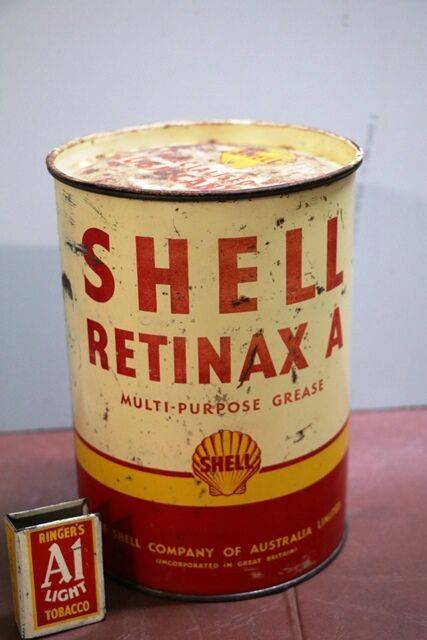 SHELL
SHELL
RETINAX A
MULTI-PURPOSE GREASE
SHELL
SHELL COMPANY OF AUSTRALIA LIMITED
(INCORPORATED IN GREAT BRITAIN)
RINGER'S
A1
LIGHT
TOBACCO